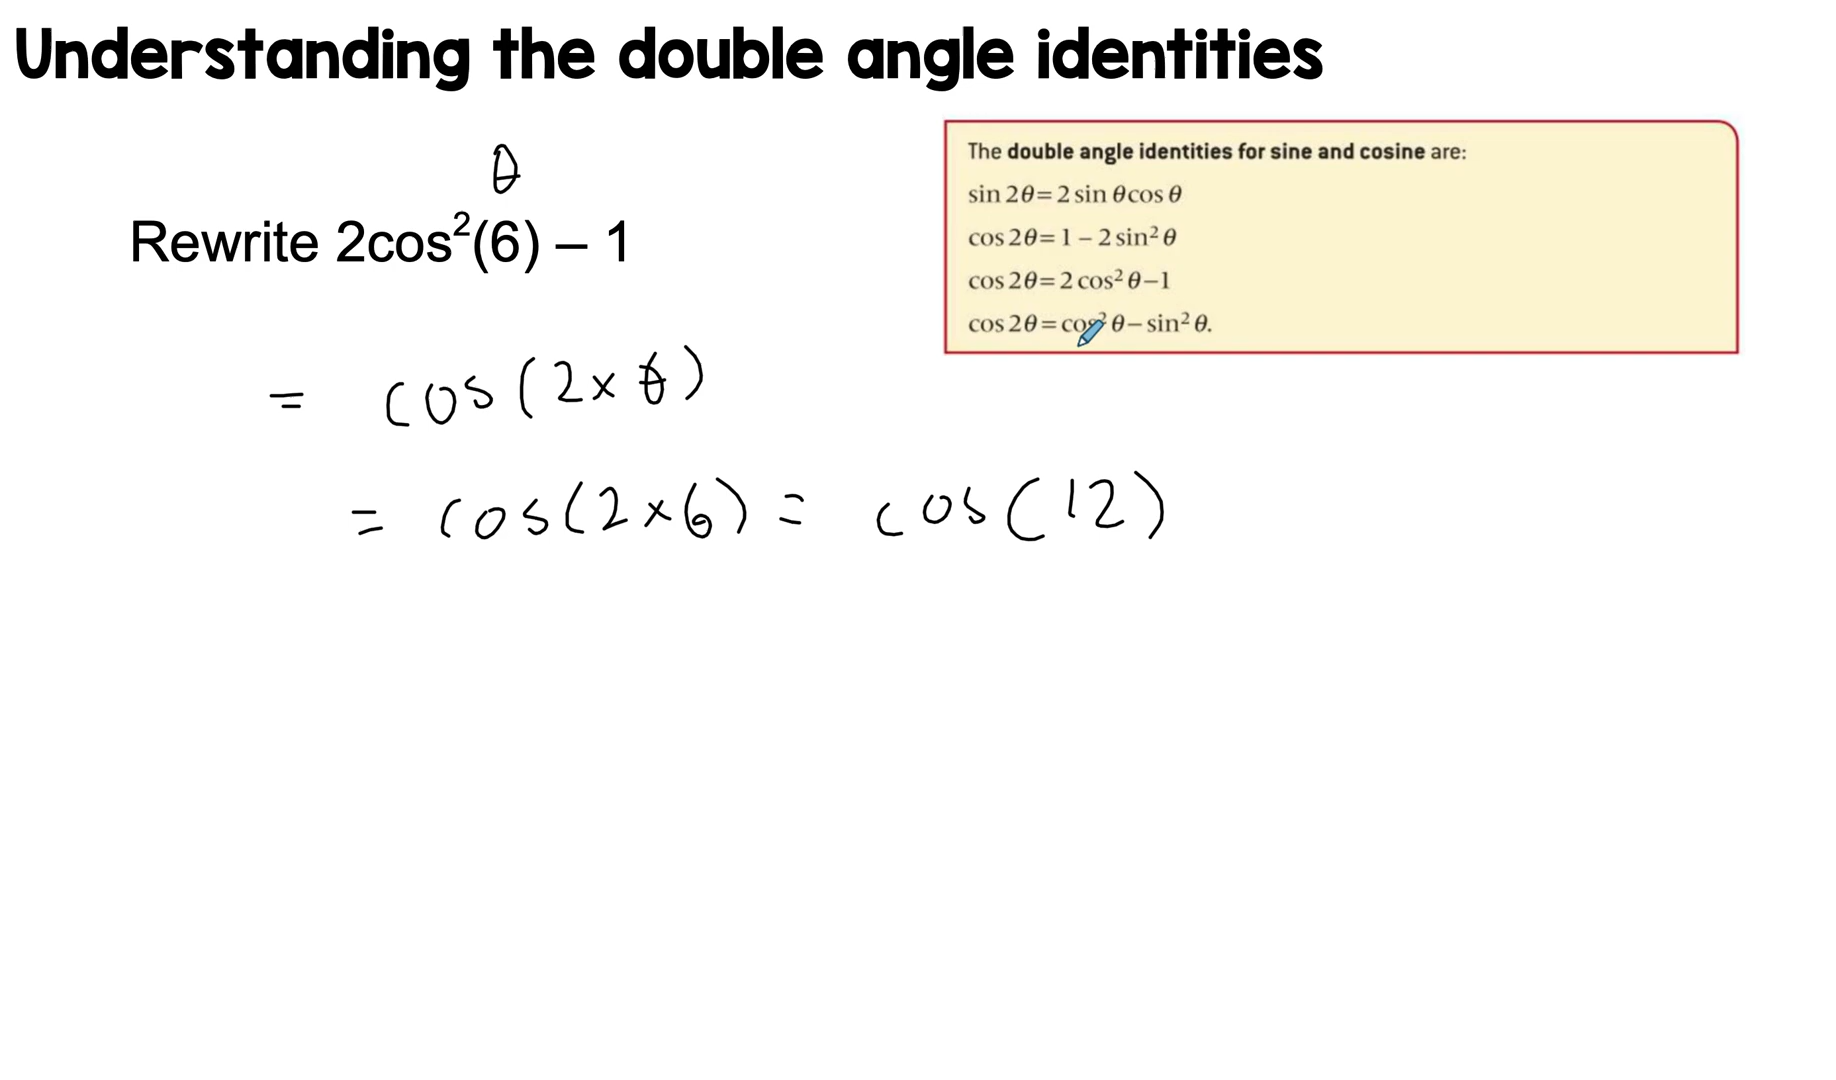 Understanding the double angle identities
The double angle identities for sine and cosine are:
sin 2θ = 2 sin θ cos θ
cos 2θ = 1 – 2 sin² θ
cos 2θ = 2 cos² θ – 1
cos 2θ = cos² θ – sin² θ.
θ
Rewrite 2cos²(6) – 1
= cos(2×θ)
= cos(2×6) = cos(12)